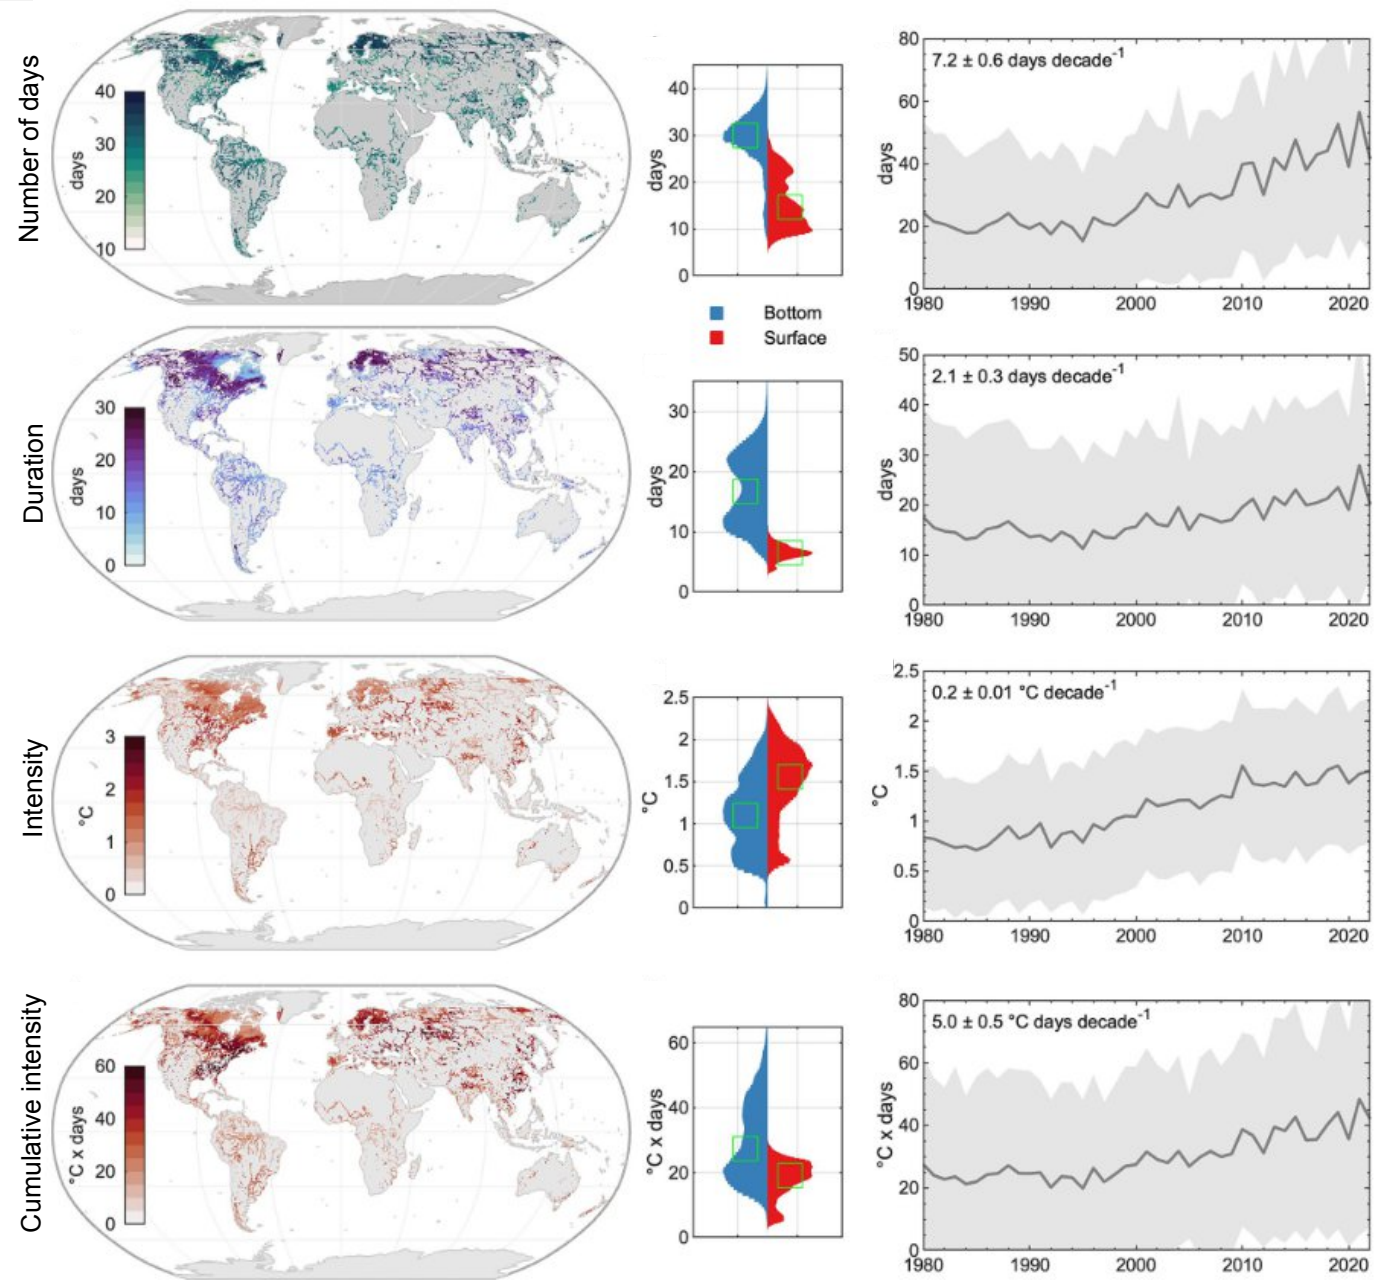 Number of days
40
30
20
10
days
40
30
20
10
0
days
7.2 ± 0.6 days decade⁻¹
80
60
40
20
0
1980 1990 2000 2010 2020
Bottom
Surface
Duration
30
20
10
0
days
30
20
10
0
days
2.1 ± 0.3 days decade⁻¹
50
40
30
20
10
0
days
1980 1990 2000 2010 2020
Intensity
3
2
1
0
°C
2.5
2
1.5
1
0.5
0
°C
0.2 ± 0.01 °C decade⁻¹
2.5
2
1.5
1
0.5
0
°C
1980 1990 2000 2010 2020
Cumulative intensity
60
40
20
0
°C x days
60
40
20
0
°C x days
5.0 ± 0.5 °C days decade⁻¹
80
60
40
20
0
°C x days
1980 1990 2000 2010 2020
days